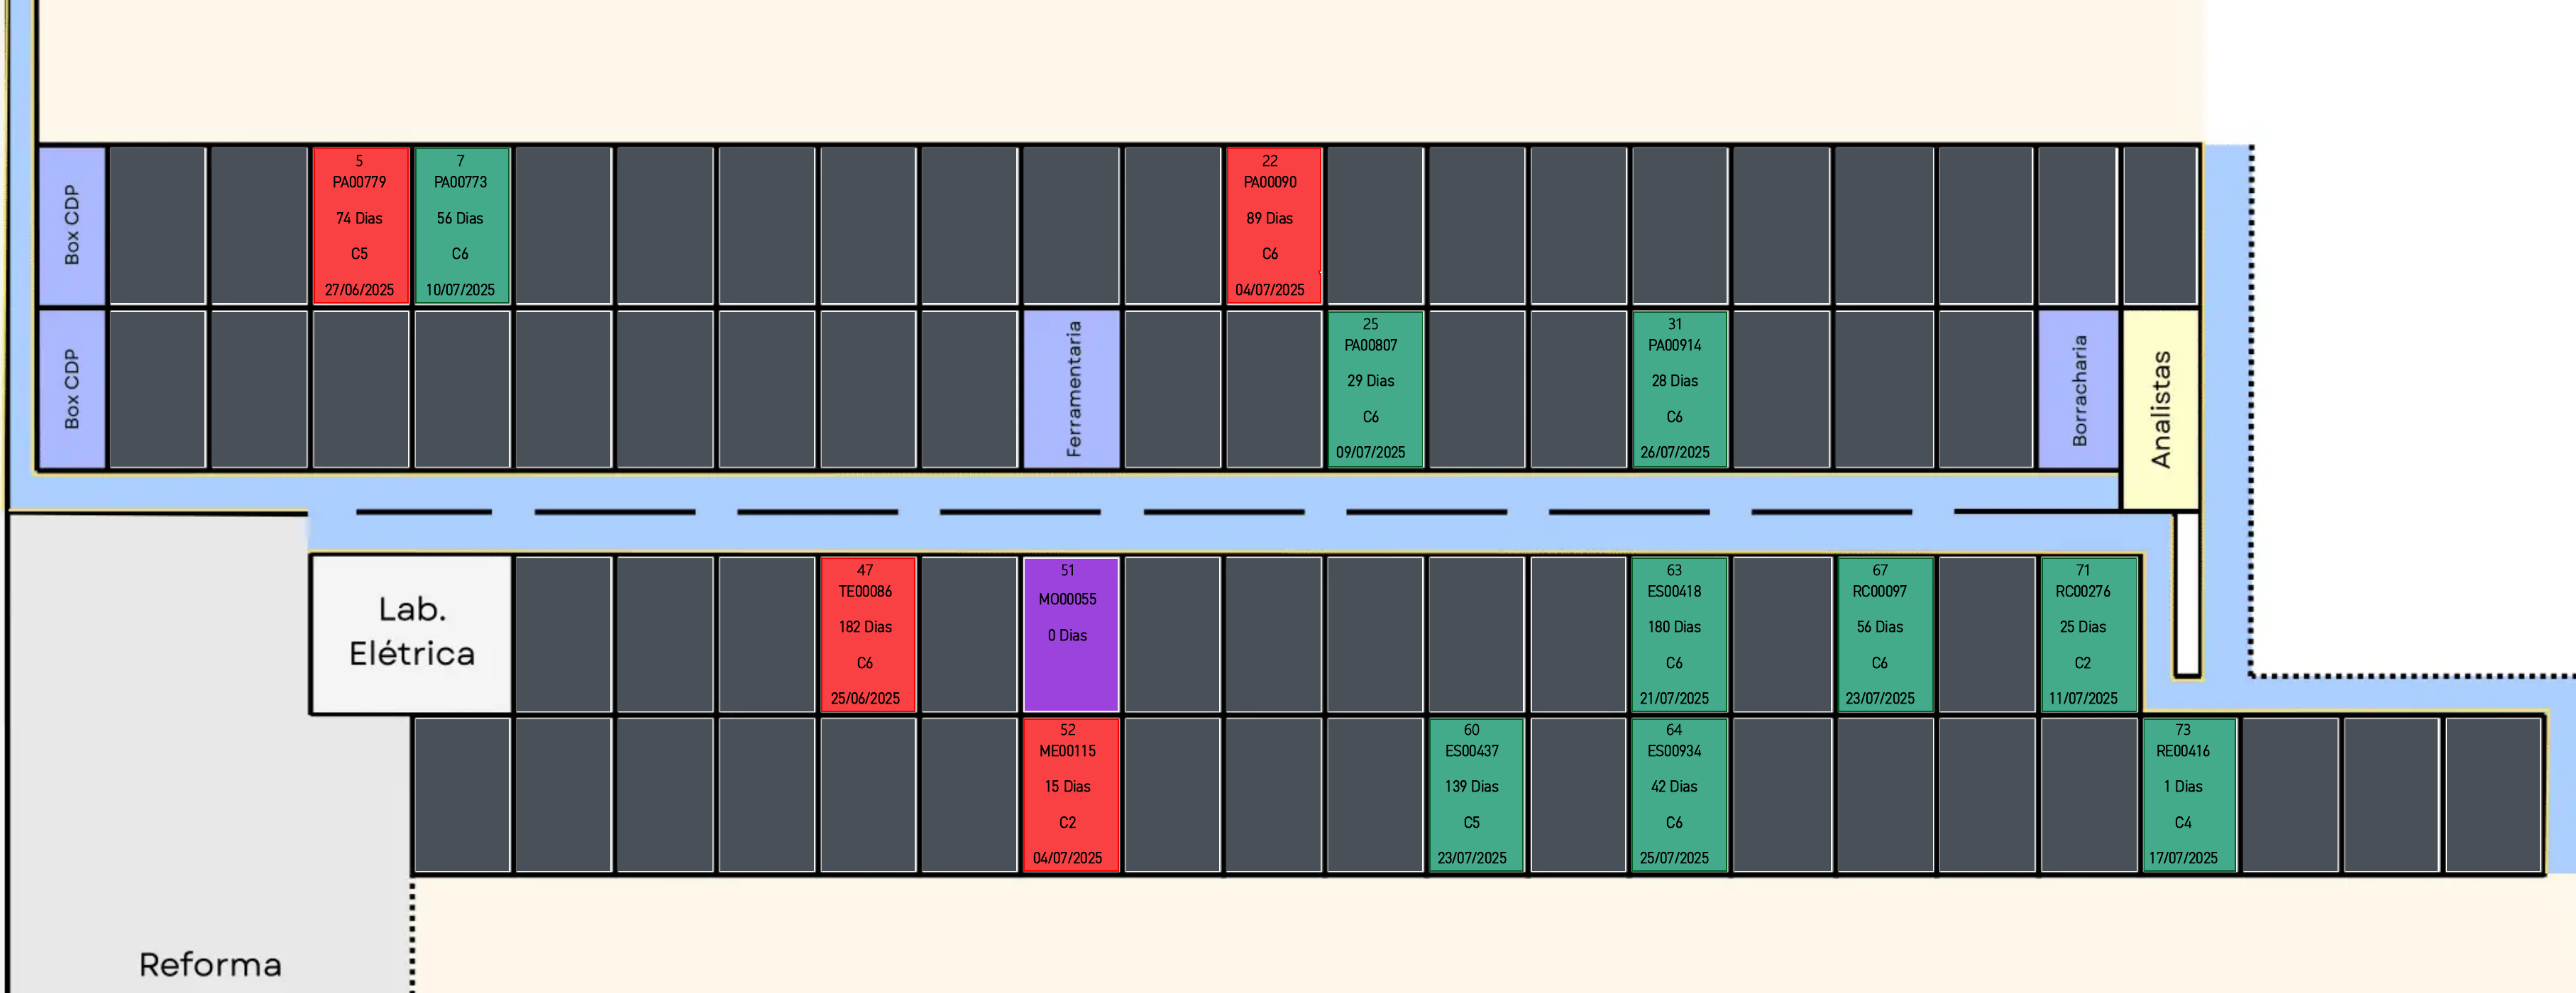 Box CDP
5
PA00779
74 Dias
C5
27/06/2025
7
PA00773
56 Dias
C6
10/07/2025
22
PA00090
89 Dias
C6
04/07/2025
Box CDP
Ferramentaria
25
PA00807
29 Dias
C6
09/07/2025
31
PA00914
28 Dias
C6
26/07/2025
Borracharia
Analistas
Lab.
Elétrica
47
TE00086
182 Dias
C6
25/06/2025
51
MO00055
0 Dias
63
ES00418
180 Dias
C6
21/07/2025
67
RC00097
56 Dias
C6
23/07/2025
71
RC00276
25 Dias
C2
11/07/2025
52
ME00115
15 Dias
C2
04/07/2025
60
ES00437
139 Dias
C5
23/07/2025
64
ES00934
42 Dias
C6
25/07/2025
73
RE00416
1 Dias
C4
17/07/2025
Reforma